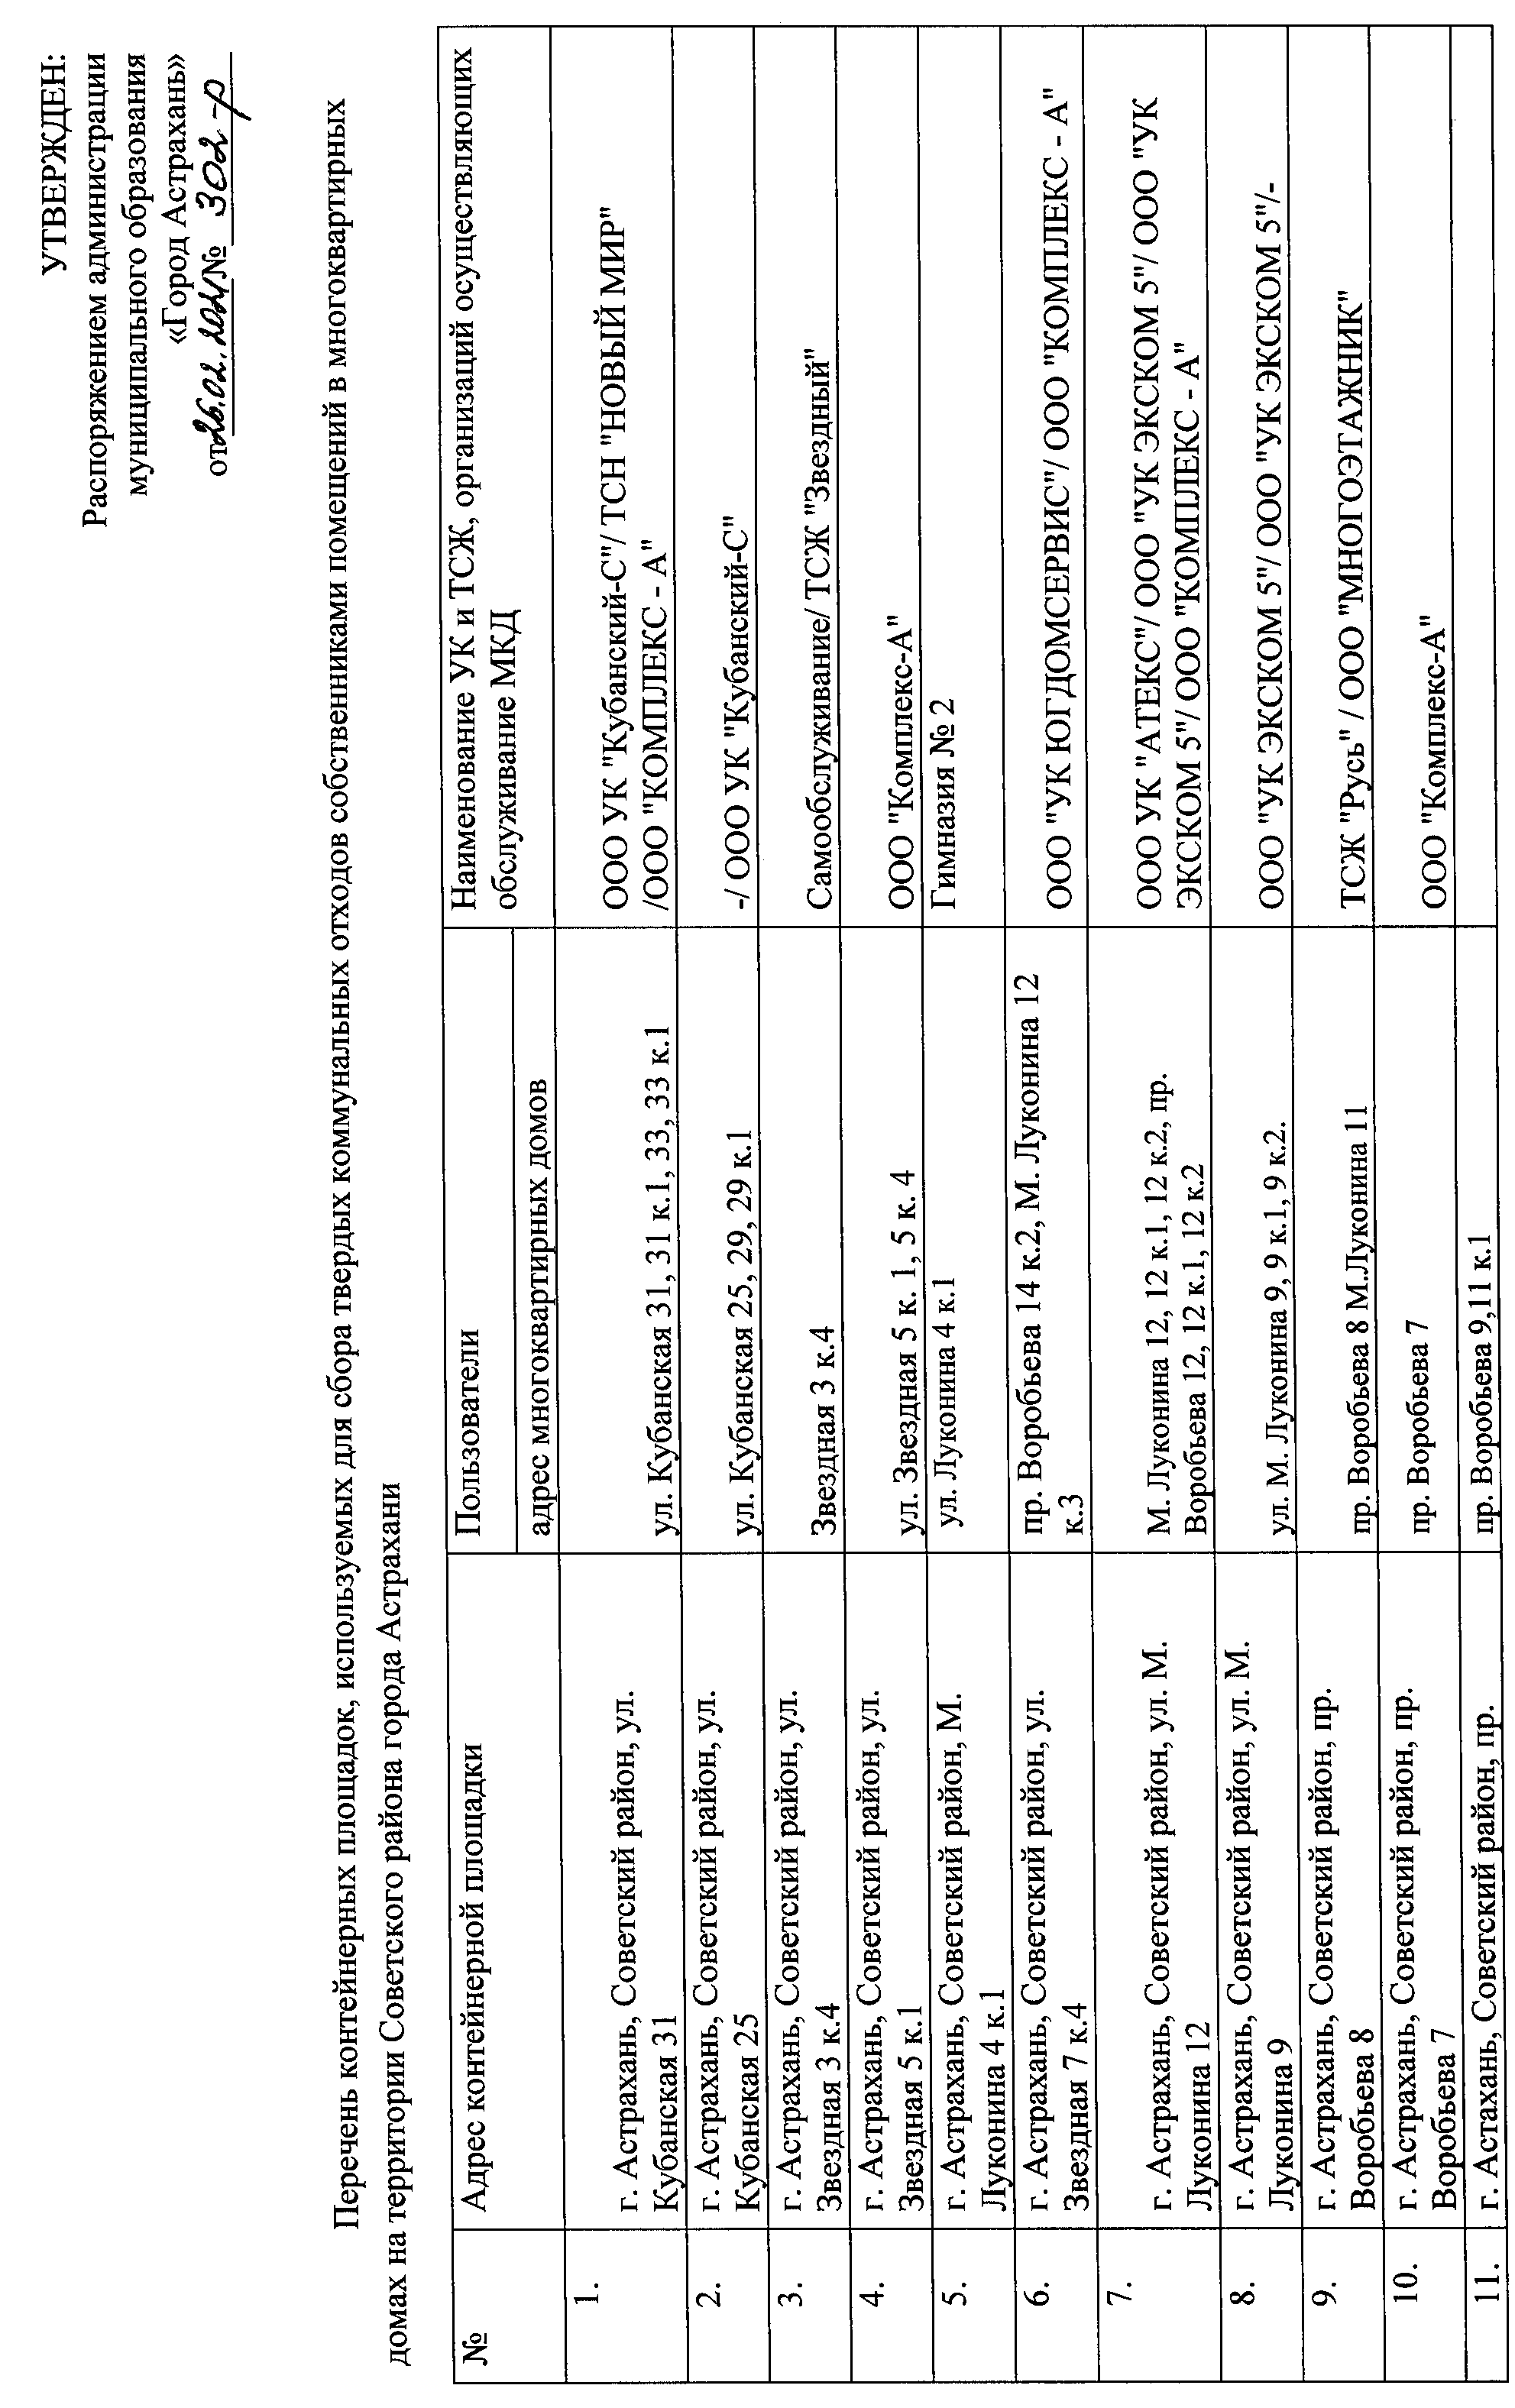 УТВЕРЖДЕН:
Распоряжением администрации
муниципального образования
«Город Астрахань»
от 26.02.2021 № 302-р
Перечень контейнерных площадок, используемых для сбора твердых коммунальных отходов собственниками помещений в многоквартирных
домах на территории Советского района города Астрахани
№
Адрес контейнерной площадки
Пользователи
адрес многоквартирных домов
Наименование УК и ТСЖ, организаций осуществляющих
обслуживание МКД
1.
г. Астрахань, Советский район, ул.
Кубанская 31
ул. Кубанская 31, 31 к.1, 33, 33 к.1
ООО УК "Кубанский-С"/ ТСН "НОВЫЙ МИР"
/ООО "КОМПЛЕКС - А"
2.
г. Астрахань, Советский район, ул.
Кубанская 25
ул. Кубанская 25, 29, 29 к.1
-/ ООО УК "Кубанский-С"
3.
г. Астрахань, Советский район, ул.
Звездная 3 к.4
Звездная 3 к.4
Самообслуживание/ ТСЖ "Звездный"
4.
г. Астрахань, Советский район, ул.
Звездная 5 к.1
ул. Звездная 5 к. 1, 5 к. 4
ООО "Комплекс-А"
5.
г. Астрахань, Советский район, М.
Луконина 4 к.1
ул. Луконина 4 к.1
Гимназия № 2
6.
г. Астрахань, Советский район, ул.
Звездная 7 к.4
пр. Воробьева 14 к.2, М. Луконина 12
к.3
ООО "УК ЮГДОМСЕРВИС"/ ООО "КОМПЛЕКС - А"
7.
г. Астрахань, Советский район, ул. М.
Луконина 12
М. Луконина 12, 12 к.1, 12 к.2, пр.
Воробьева 12, 12 к.1, 12 к.2
ООО УК "АТЕКС"/ ООО "УК ЭКСКОМ 5"/ ООО "УК
ЭКСКОМ 5"/ ООО "КОМПЛЕКС - А"
8.
г. Астрахань, Советский район, ул. М.
Луконина 9
ул. М. Луконина 9, 9 к.1, 9 к.2.
ООО "УК ЭКСКОМ 5"/ ООО "УК ЭКСКОМ 5"/-
9.
г. Астрахань, Советский район, пр.
Воробьева 8
пр. Воробьева 8 М.Луконина 11
ТСЖ "Русь" / ООО "МНОГОЭТАЖНИК"
10.
г. Астрахань, Советский район, пр.
Воробьева 7
пр. Воробьева 7
ООО "Комплекс-А"
11.
г. Астахань, Советский район, пр.
пр. Воробьева 9,11 к.1